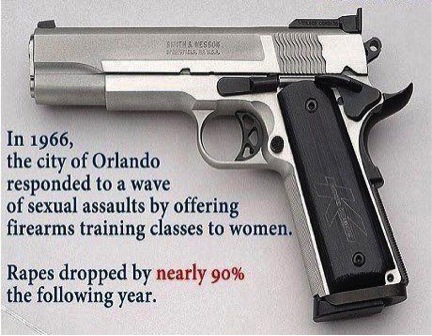 SMITH & WESSON
In 1966,
the city of Orlando
responded to a wave
of sexual assaults by offering
firearms training classes to women.
Rapes dropped by nearly 90%
the following year.